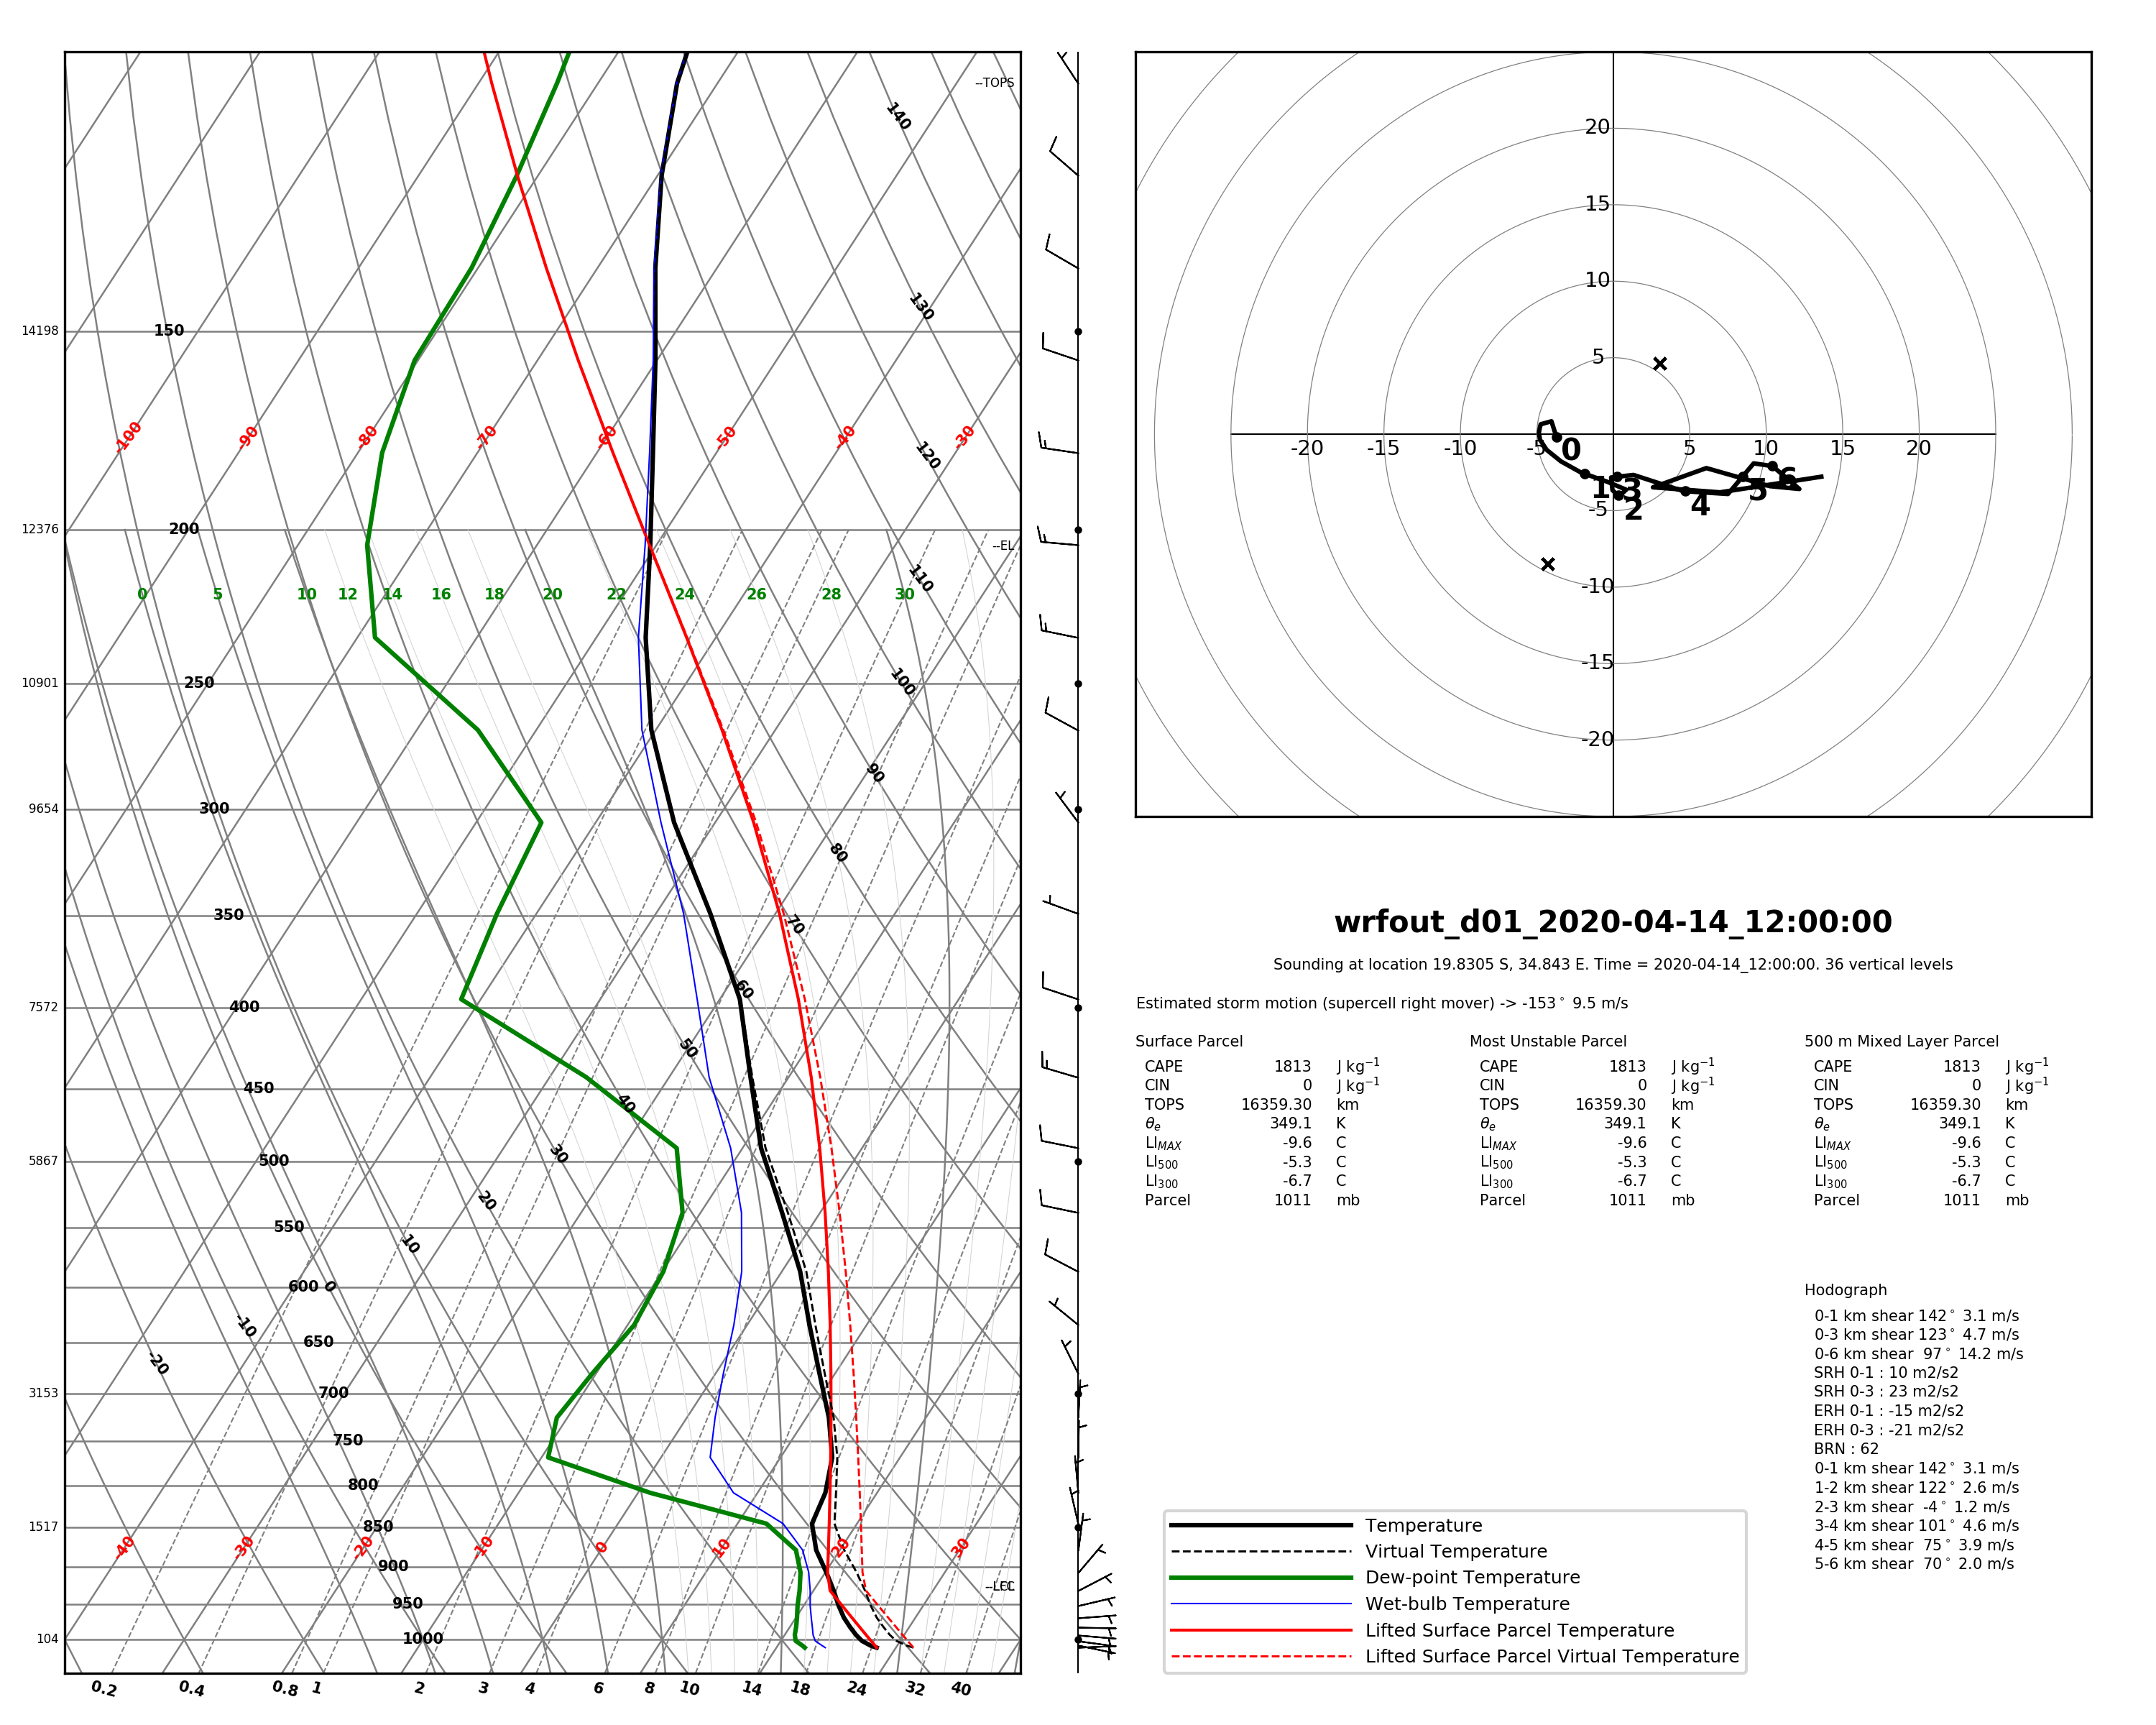 --TOPS
140
130
14198 150
-100 -90 -80 -70 -60 -50 -40 -30
120
12376 200
--EL
110
0 5 10 12 14 16 18 20 22 24 26 28 30
10901 250
100
90
9654 300
80
350
70
60
7572 400
50
450
40
5867 500
30
20
550
10
600 0
-10
650
-20
3153 700
750
800
1517 850
-40 -30 -20 -10 0 10 20 30
900
--LCL
950
104 1000
0.2 0.4 0.8 1 2 3 4 6 8 10 14 18 24 32 40
20
15
10
5
-20 -15 -10 -5 5 10 15 20
-5
-10
-15
-20
0 1 2 3 4 5 6
wrfout_d01_2020-04-14_12:00:00
Sounding at location 19.8305 S, 34.843 E. Time = 2020-04-14_12:00:00. 36 vertical levels
Estimated storm motion (supercell right mover) -> -153° 9.5 m/s
Surface Parcel
CAPE 1813 J kg⁻¹
CIN 0 J kg⁻¹
TOPS 16359.30 km
θe 349.1 K
LI MAX -9.6 C
LI 500 -5.3 C
LI 300 -6.7 C
Parcel 1011 mb
Most Unstable Parcel
CAPE 1813 J kg⁻¹
CIN 0 J kg⁻¹
TOPS 16359.30 km
θe 349.1 K
LI MAX -9.6 C
LI 500 -5.3 C
LI 300 -6.7 C
Parcel 1011 mb
500 m Mixed Layer Parcel
CAPE 1813 J kg⁻¹
CIN 0 J kg⁻¹
TOPS 16359.30 km
θe 349.1 K
LI MAX -9.6 C
LI 500 -5.3 C
LI 300 -6.7 C
Parcel 1011 mb
Hodograph
0-1 km shear 142° 3.1 m/s
0-3 km shear 123° 4.7 m/s
0-6 km shear 97° 14.2 m/s
SRH 0-1 : 10 m2/s2
SRH 0-3 : 23 m2/s2
ERH 0-1 : -15 m2/s2
ERH 0-3 : -21 m2/s2
BRN : 62
0-1 km shear 142° 3.1 m/s
1-2 km shear 122° 2.6 m/s
2-3 km shear -4° 1.2 m/s
3-4 km shear 101° 4.6 m/s
4-5 km shear 75° 3.9 m/s
5-6 km shear 70° 2.0 m/s
Temperature
Virtual Temperature
Dew-point Temperature
Wet-bulb Temperature
Lifted Surface Parcel Temperature
Lifted Surface Parcel Virtual Temperature